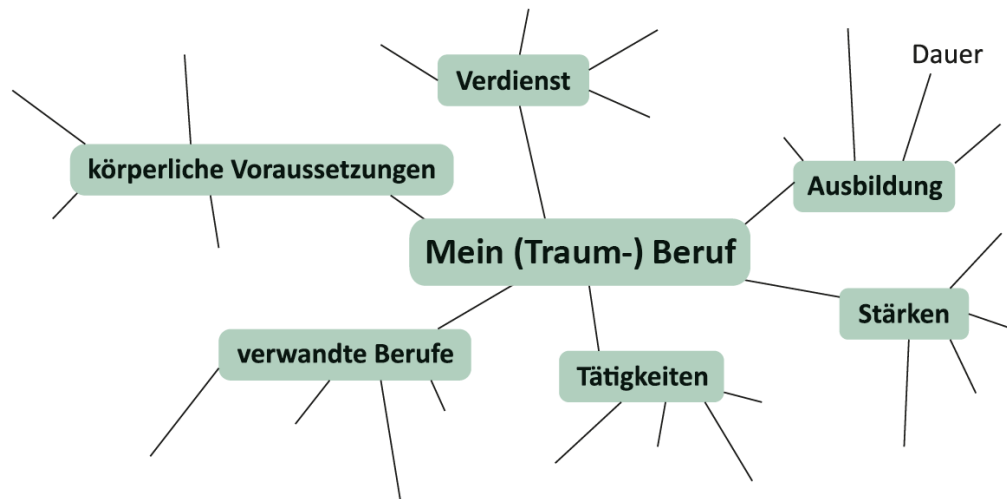 Verdienst
Dauer
körperliche Voraussetzungen
Ausbildung
Mein (Traum-) Beruf
Stärken
verwandte Berufe
Tätigkeiten